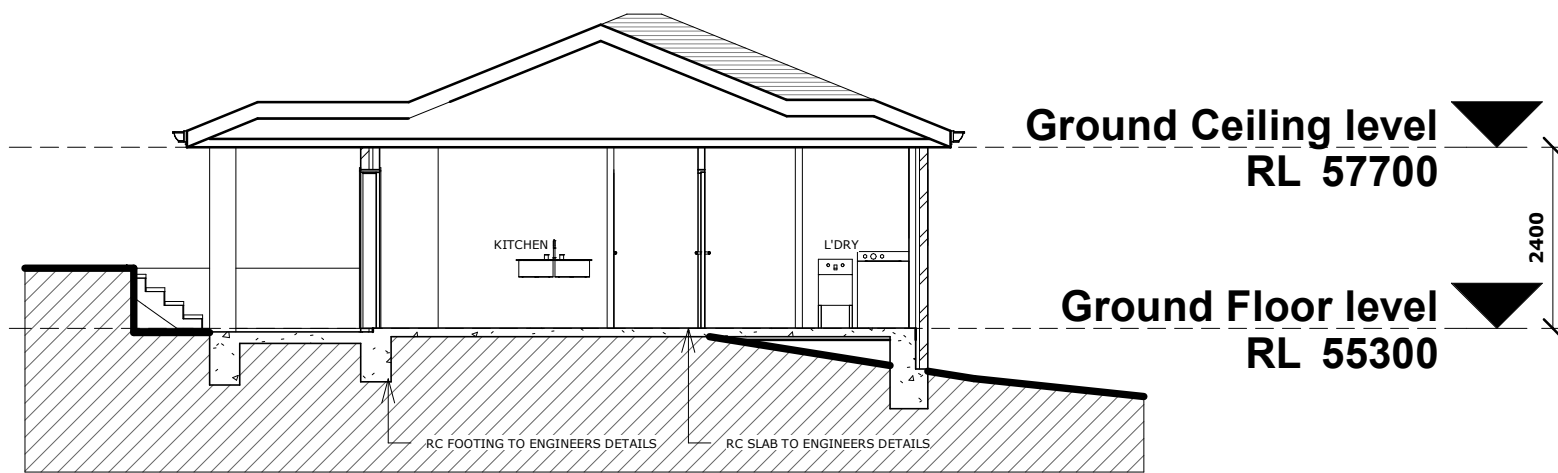 Ground Ceiling level
RL 57700
2400
KITCHEN
L'DRY
Ground Floor level
RL 55300
RC FOOTING TO ENGINEERS DETAILS
RC SLAB TO ENGINEERS DETAILS